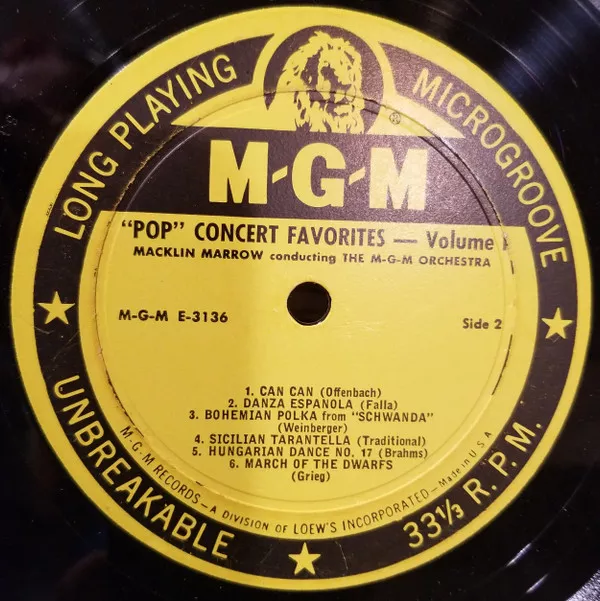 LONG PLAYING
MICROGROOVE
®
M-G-M
"POP" CONCERT FAVORITES — Volume I
MACKLIN MARROW conducting THE M-G-M ORCHESTRA
M-G-M E-3136
Side 2
1. CAN CAN (Offenbach)
2. DANZA ESPANOLA (Falla)
3. BOHEMIAN POLKA from "SCHWANDA"
(Weinberger)
4. SICILIAN TARANTELLA (Traditional)
5. HUNGARIAN DANCE NO. 17 (Brahms)
6. MARCH OF THE DWARFS
(Grieg)
M-G-M RECORDS—A DIVISION OF LOEW'S INCORPORATED—Made in U.S.A.
UNBREAKABLE
33⅓ R.P.M.